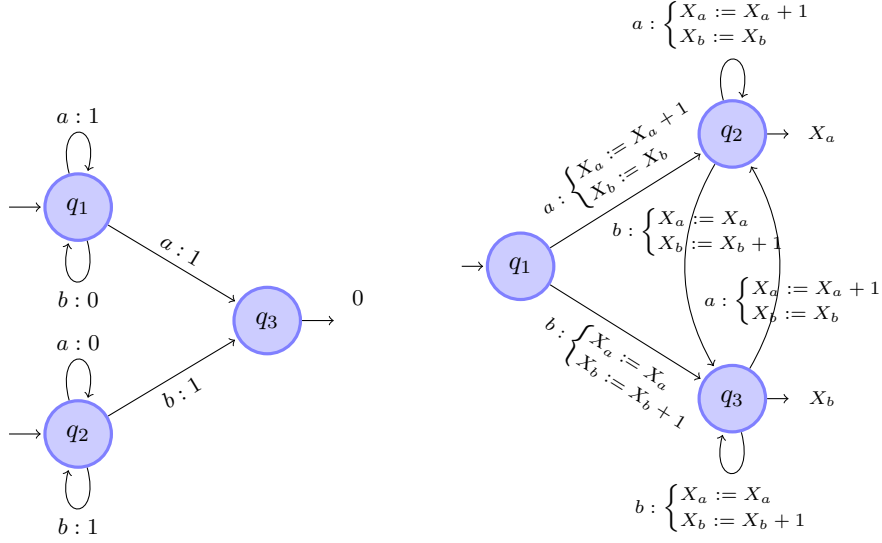 a : 1
q₁
b : 0
a : 1
q₃
0
a : 0
q₂
b : 1
b : 1
a : { X_a := X_a + 1
X_b := X_b
q₂
X_a
a : { X_a := X_a + 1
X_b := X_b
q₁
b : { X_a := X_a
X_b := X_b + 1
a : { X_a := X_a + 1
X_b := X_b
b : { X_a := X_a
X_b := X_b + 1
q₃
X_b
b : { X_a := X_a
X_b := X_b + 1